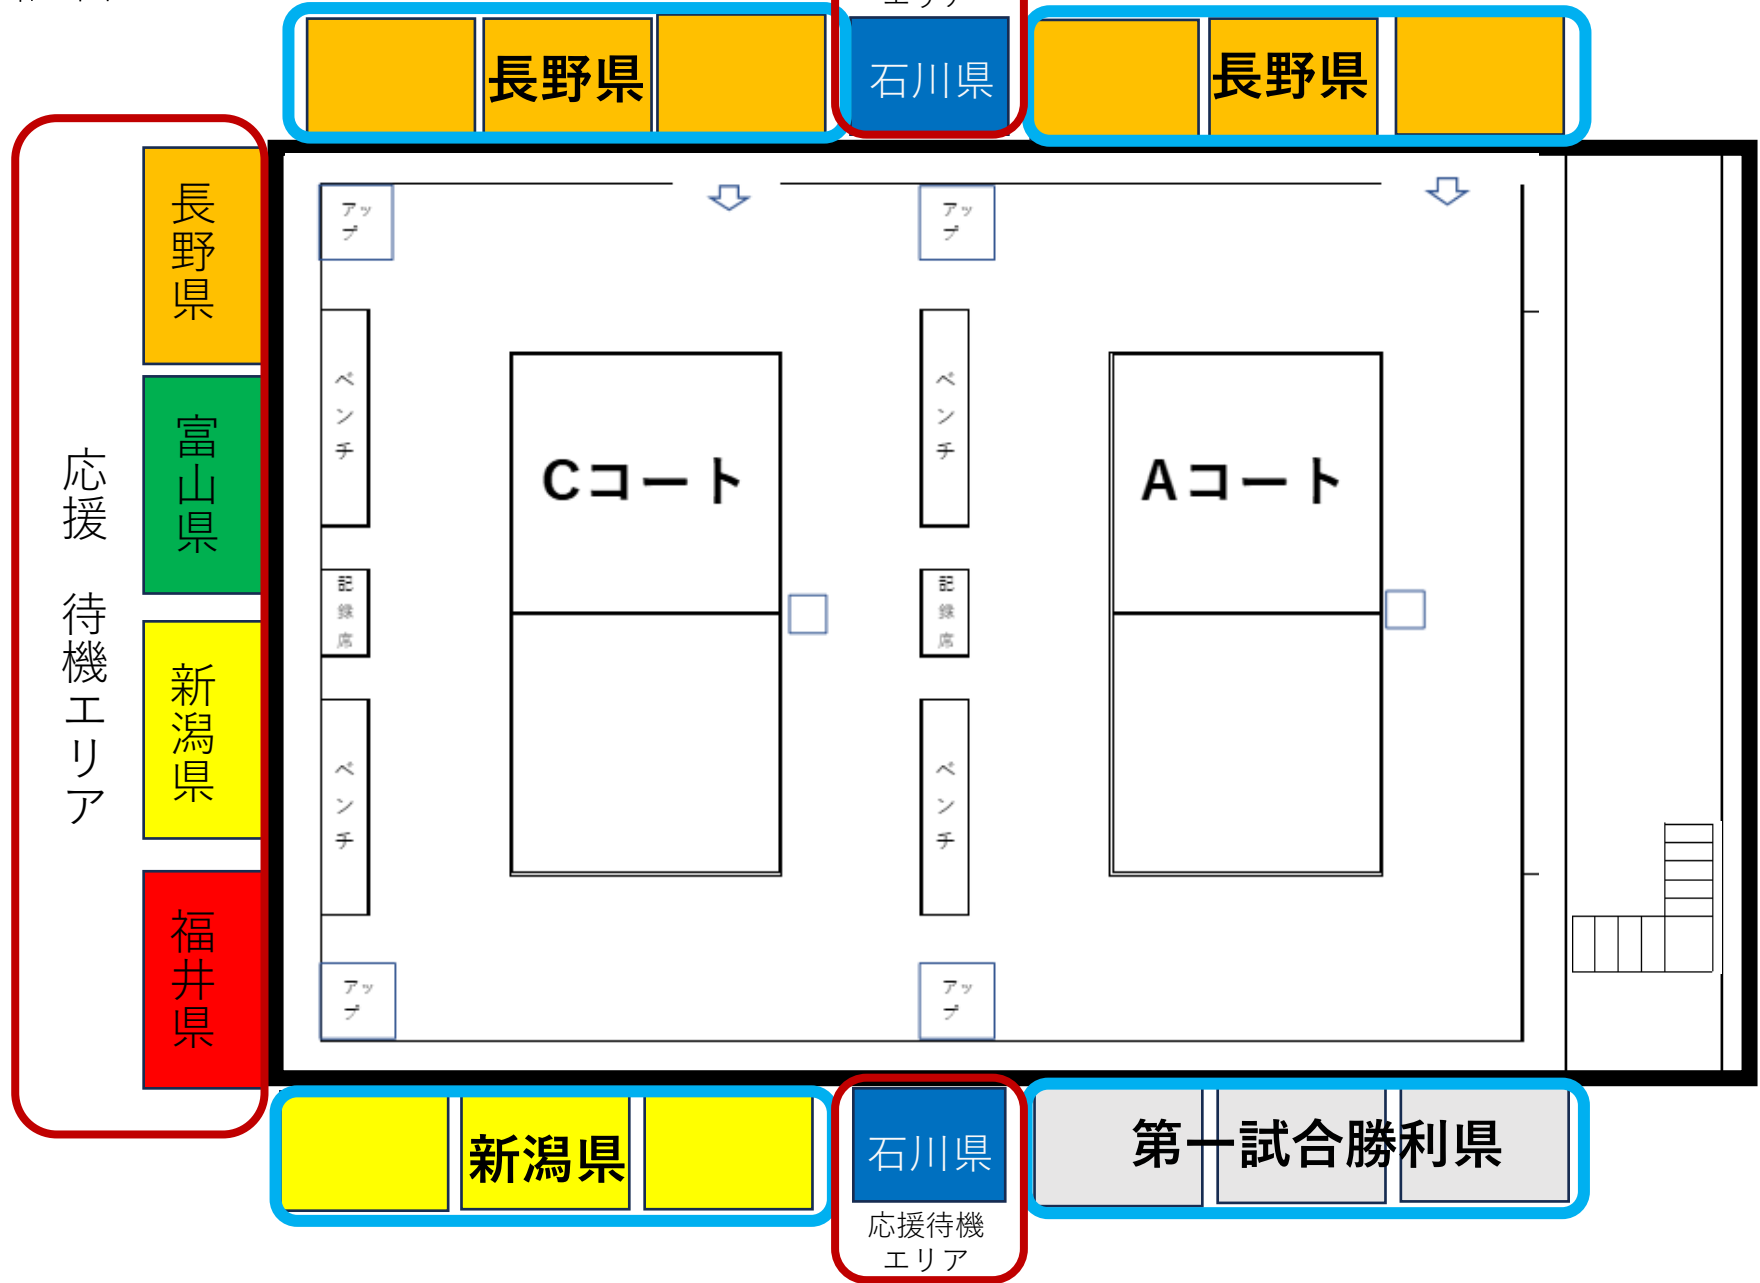 エリア
長野県
石川県
長野県
長野県
富山県
新潟県
福井県
応援　待機エリア
アッ
プ
アッ
プ
ベンチ
ベンチ
Cコート
Aコート
記録席
記録席
ベンチ
ベンチ
アッ
プ
アッ
プ
新潟県
石川県
第一試合勝利県
応援待機
エリア